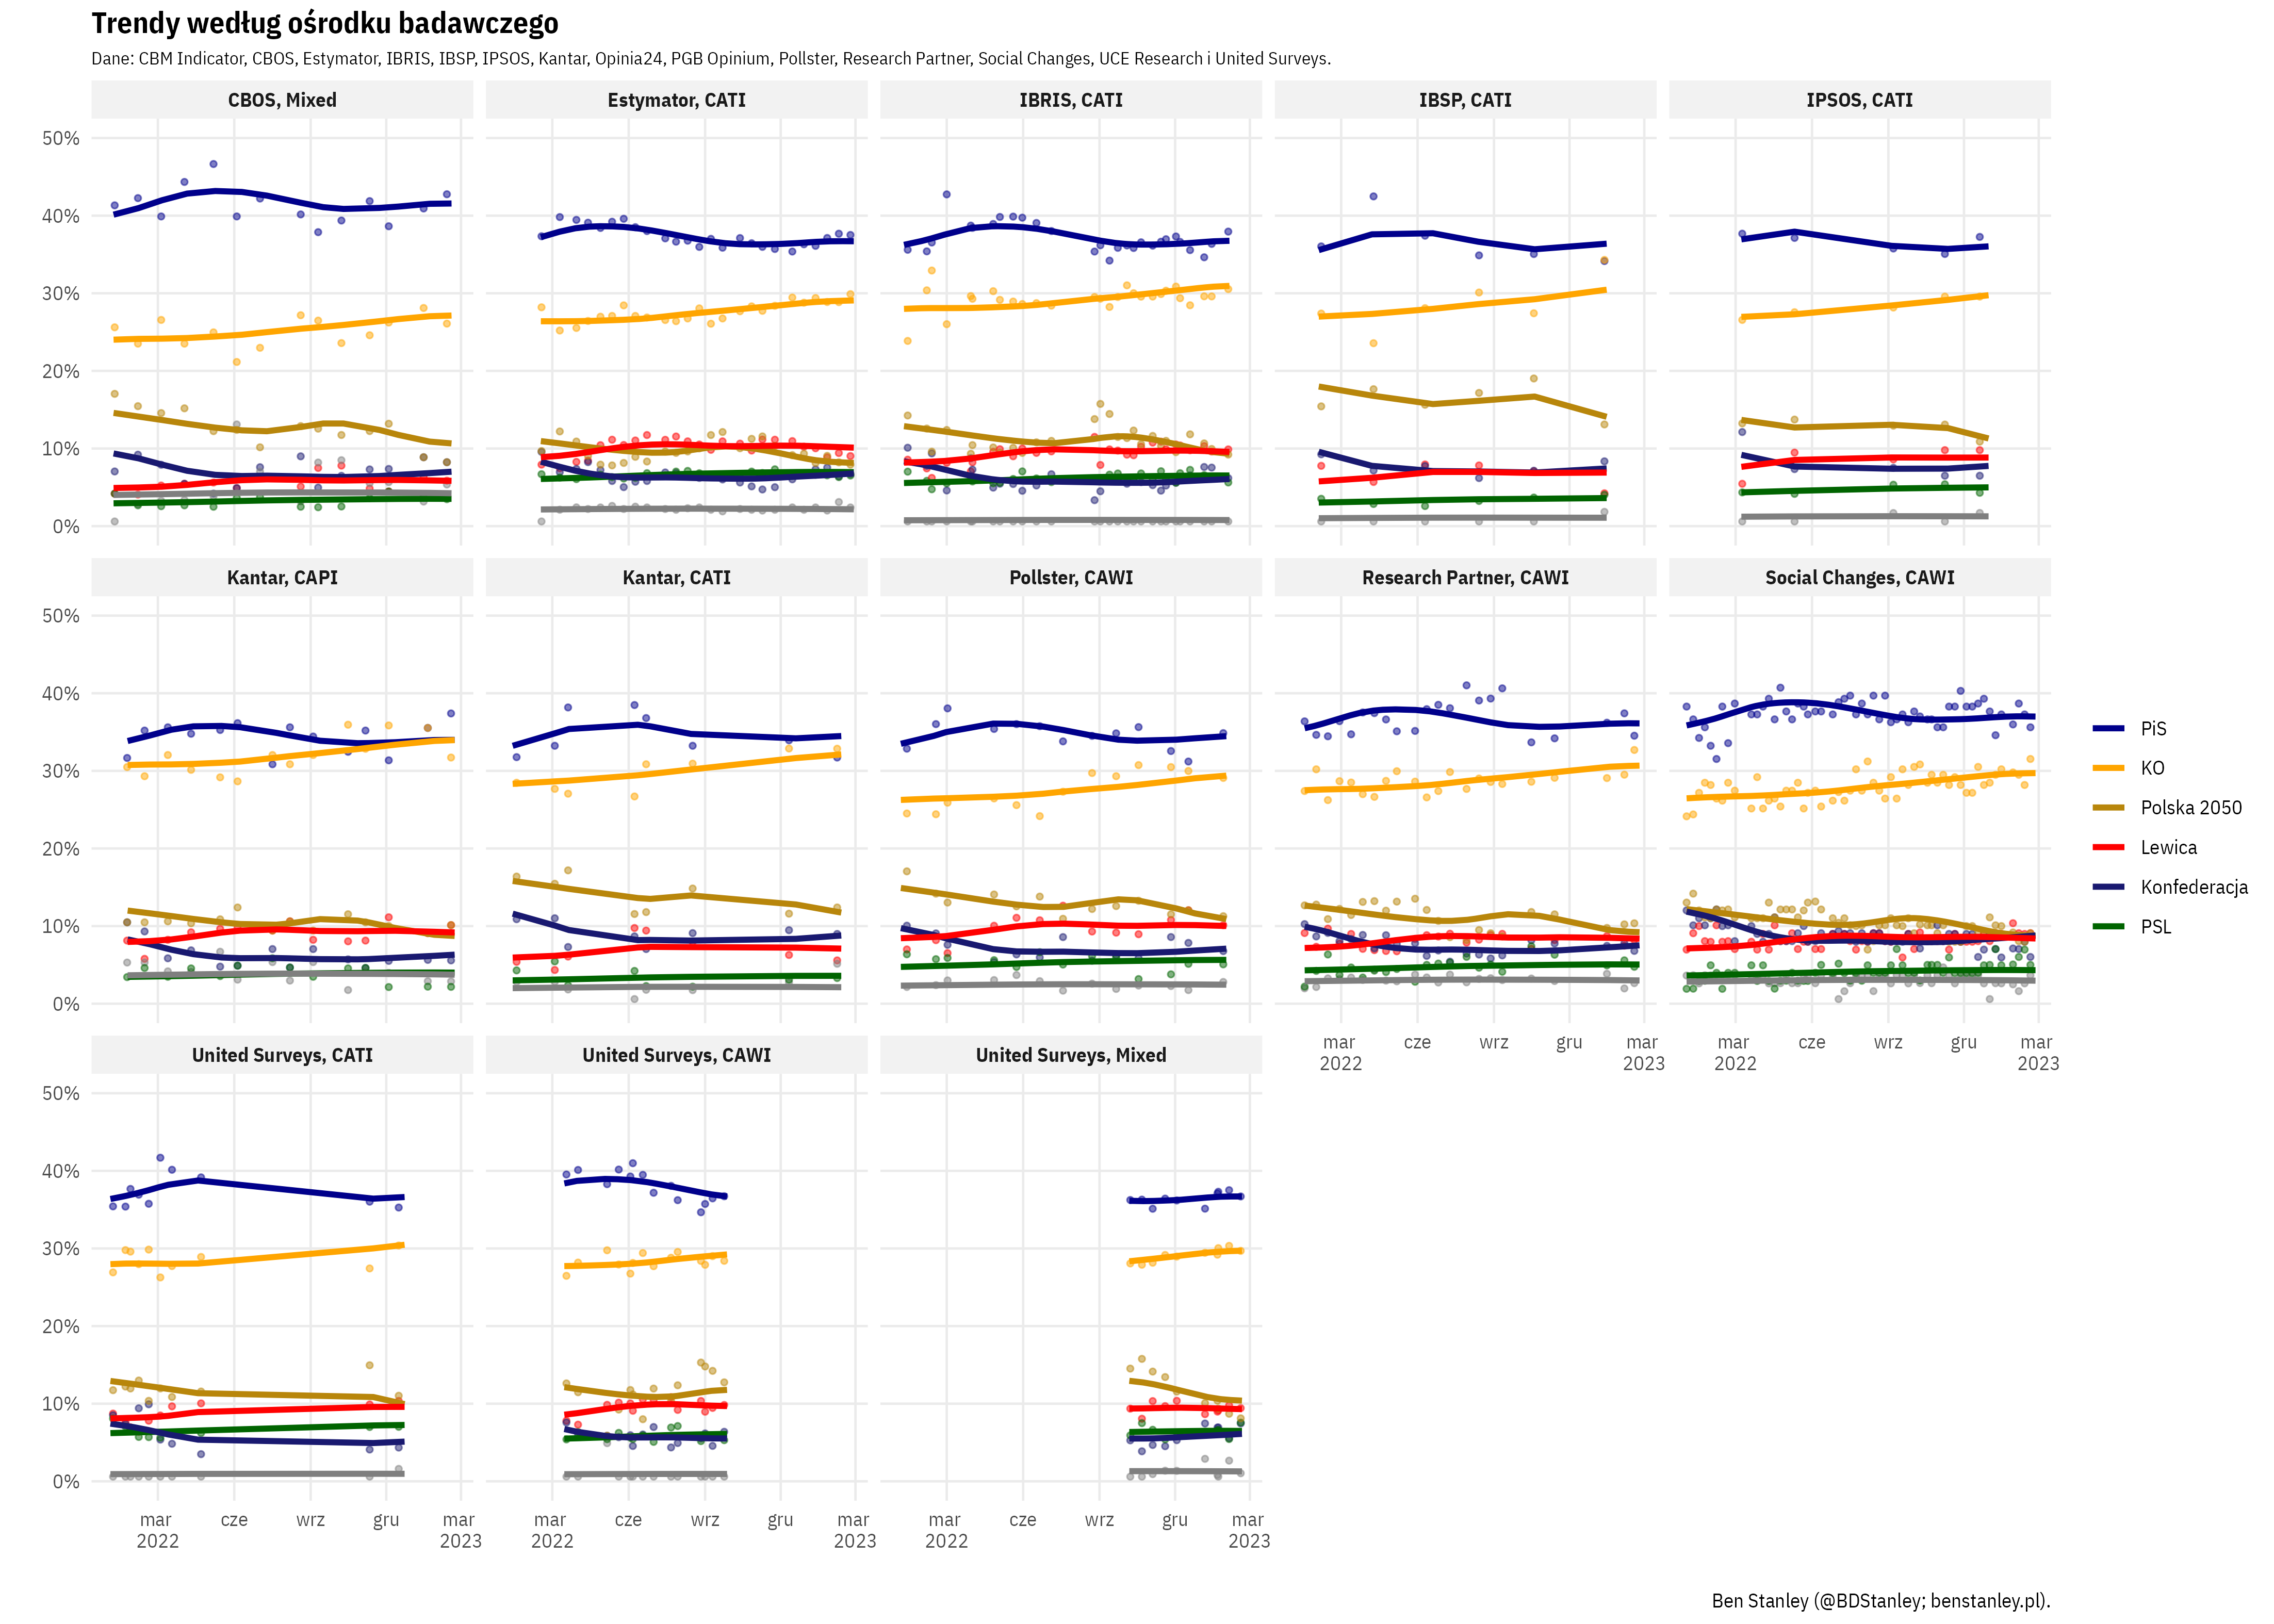 Trendy według ośrodku badawczego
Dane: CBM Indicator, CBOS, Estymator, IBRIS, IBSP, IPSOS, Kantar, Opinia24, PGB Opinium, Pollster, Research Partner, Social Changes, UCE Research i United Surveys.
CBOS, Mixed
Estymator, CATI
IBRIS, CATI
IBSP, CATI
IPSOS, CATI
50%
40%
30%
20%
10%
0%
Kantar, CAPI
Kantar, CATI
Pollster, CAWI
Research Partner, CAWI
Social Changes, CAWI
50%
40%
30%
20%
10%
0%
mar cze wrz gru mar
2022 2023
mar cze wrz gru mar
2022 2023
PiS
KO
Polska 2050
Lewica
Konfederacja
PSL
United Surveys, CATI
United Surveys, CAWI
United Surveys, Mixed
50%
40%
30%
20%
10%
0%
mar cze wrz gru mar
2022 2023
mar cze wrz gru mar
2022 2023
mar cze wrz gru mar
2022 2023
Ben Stanley (@BDStanley; benstanley.pl).